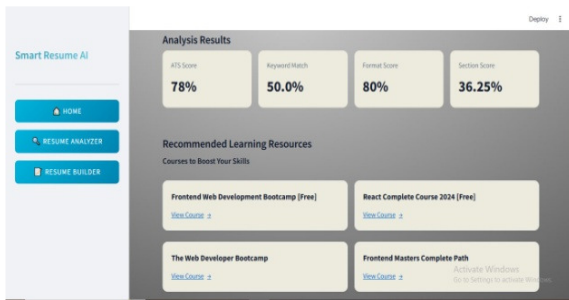 Deploy
Smart Resume AI
HOME
RESUME ANALYZER
RESUME BUILDER
Analysis Results
ATS Score
78%
Keyword Match
50.0%
Format Score
80%
Section Score
36.25%
Recommended Learning Resources
Courses to Boost Your Skills
Frontend Web Development Bootcamp [Free]
View Course →
React Complete Course 2024 [Free]
View Course →
The Web Developer Bootcamp
View Course →
Frontend Masters Complete Path
View Course →
Activate Windows
Go to Settings to activate Windows.